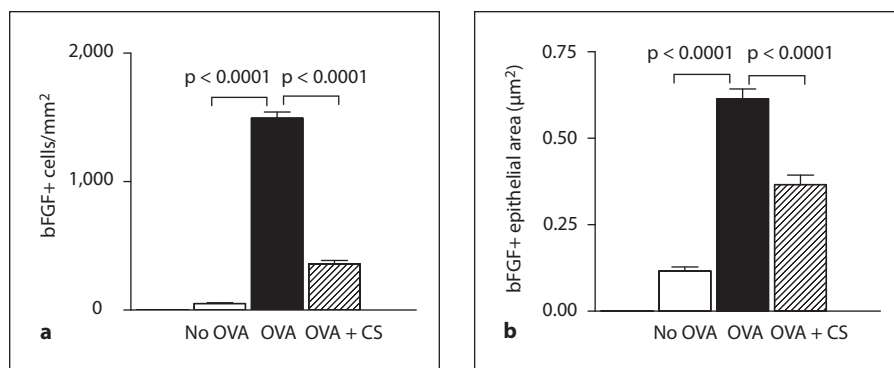 2,000
p < 0.0001 p < 0.0001
bFGF+ cells/mm²
1,000
0
No OVA OVA OVA + CS
a
0.75
p < 0.0001 p < 0.0001
bFGF+ epithelial area (μm²)
0.50
0.25
0.00
No OVA OVA OVA + CS
b